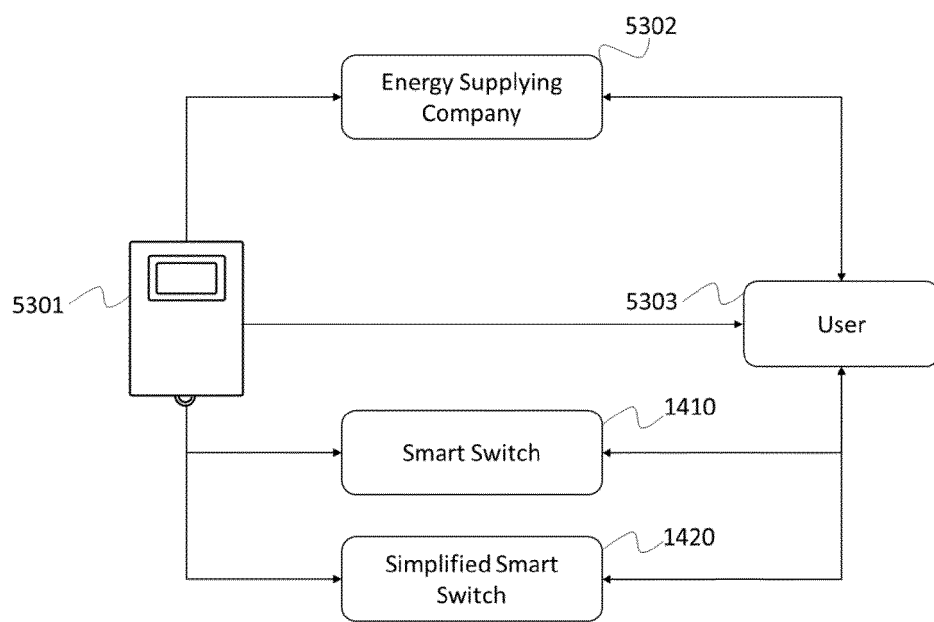 5302
Energy Supplying
Company
5301
5303
User
1410
Smart Switch
1420
Simplified Smart
Switch